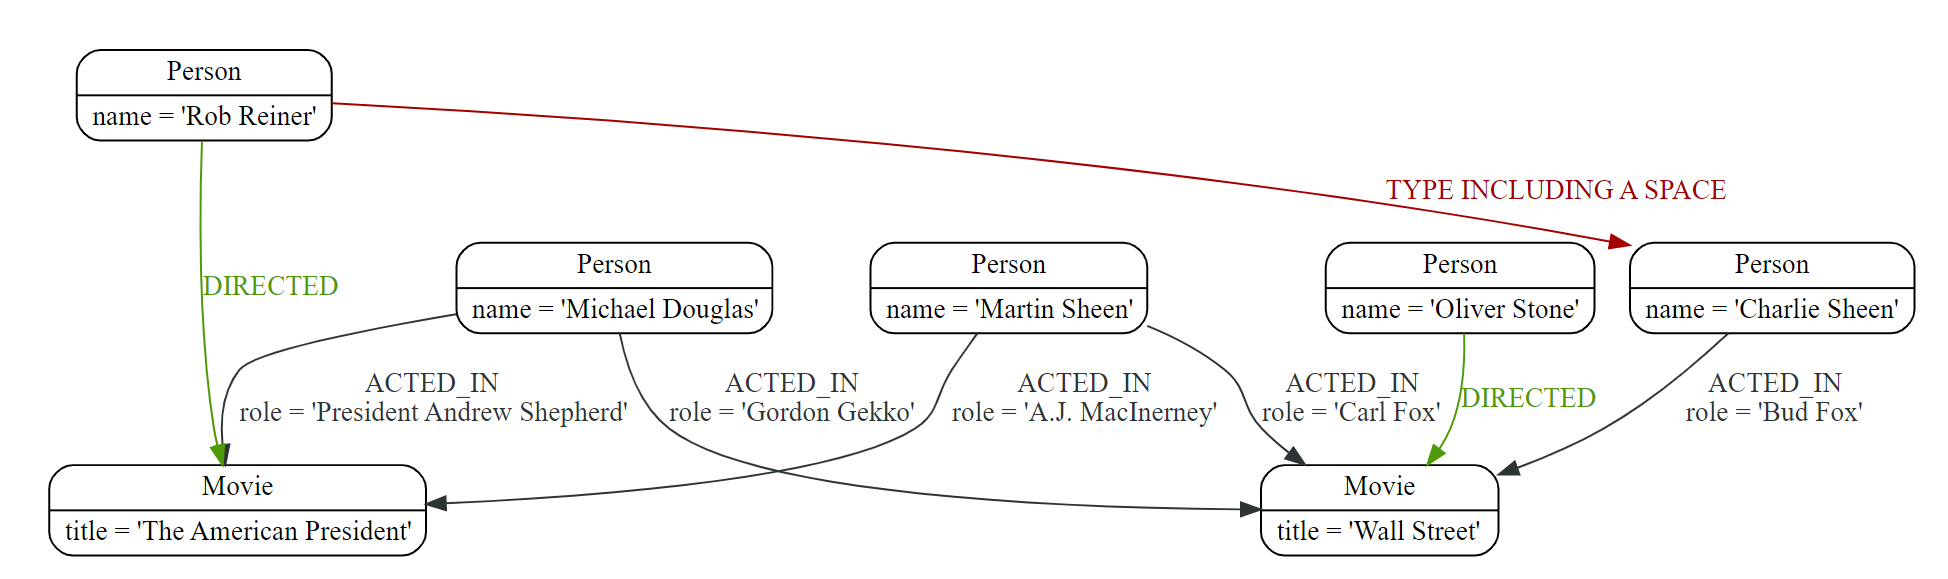 Person
name = 'Rob Reiner'
TYPE INCLUDING A SPACE
Person
name = 'Michael Douglas'
Person
name = 'Martin Sheen'
Person
name = 'Oliver Stone'
Person
name = 'Charlie Sheen'
DIRECTED
ACTED_IN
role = 'President Andrew Shepherd'
ACTED_IN
role = 'Gordon Gekko'
ACTED_IN
role = 'A.J. MacInerney'
ACTED_IN
role = 'Carl Fox'
DIRECTED
ACTED_IN
role = 'Bud Fox'
Movie
title = 'The American President'
Movie
title = 'Wall Street'